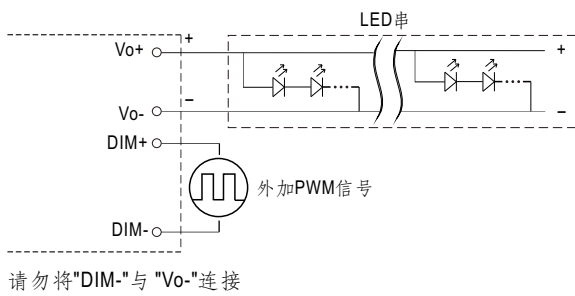 LED串
Vo+
+
+
Vo-
–
–
DIM+
外加PWM信号
DIM-
请勿将"DIM-"与 "Vo-"连接